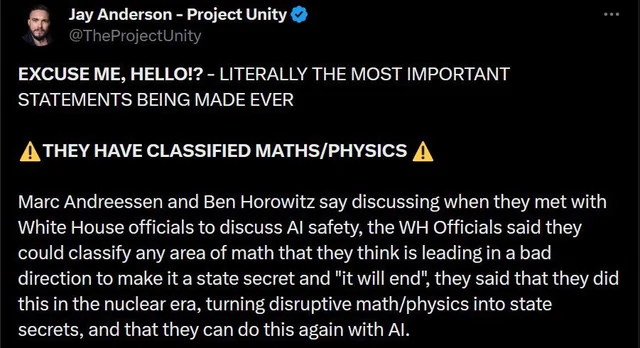 Jay Anderson - Project Unity
@TheProjectUnity
EXCUSE ME, HELLO!? - LITERALLY THE MOST IMPORTANT
STATEMENTS BEING MADE EVER
⚠️THEY HAVE CLASSIFIED MATHS/PHYSICS ⚠️
Marc Andreessen and Ben Horowitz say discussing when they met with
White House officials to discuss AI safety, the WH Officials said they
could classify any area of math that they think is leading in a bad
direction to make it a state secret and "it will end", they said that they did
this in the nuclear era, turning disruptive math/physics into state
secrets, and that they can do this again with AI.